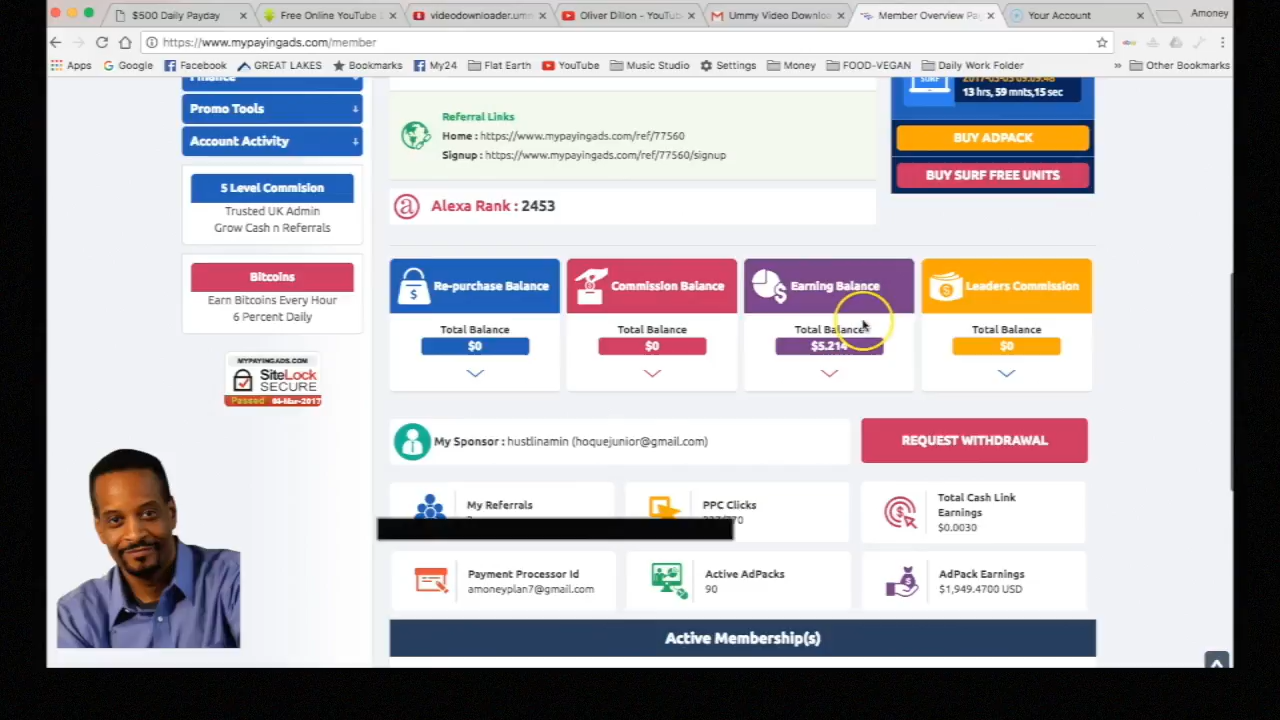 $500 Daily Payday
Free Online YouTube
videodownloader.umm
Oliver Dillon - YouTub
Ummy Video Downloa
Member Overview Pa
Your Account
Amoney
https://www.mypayingads.com/member
Apps
Google
Facebook
GREAT LAKES
Bookmarks
My24
Flat Earth
YouTube
Music Studio
Settings
Money
FOOD-VEGAN
Daily Work Folder
»
Other Bookmarks
Finance
Promo Tools
Account Activity
5 Level Commision
Trusted UK Admin
Grow Cash n Referrals
Bitcoins
Earn Bitcoins Every Hour
6 Percent Daily
MYPAYINGADS.COM
SiteLock
SECURE
Passed 04-Mar-2017
Referral Links
Home : https://www.mypayingads.com/ref/77560
Signup : https://www.mypayingads.com/ref/77560/signup
Alexa Rank : 2453
SURF
13 hrs, 59 mnts,15 sec
BUY ADPACK
BUY SURF FREE UNITS
Re-purchase Balance
Total Balance
$0
Commission Balance
Total Balance
$0
Earning Balance
Total Balance
$5.214
Leaders Commission
Total Balance
$0
My Sponsor : hustlinamin (hoquejunior@gmail.com)
REQUEST WITHDRAWAL
My Referrals
PPC Clicks
Total Cash Link
Earnings
$0.0030
Payment Processor Id
amoneyplan7@gmail.com
Active AdPacks
90
AdPack Earnings
$1,949.4700 USD
Active Membership(s)